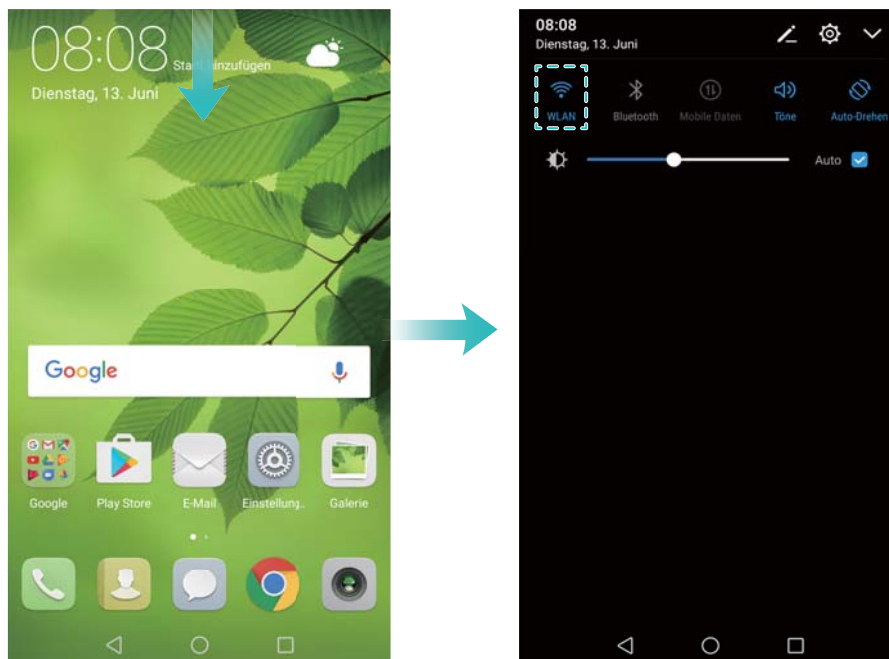 08:08
Stadt hinzufügen
Dienstag, 13. Juni
Google
Google
Play Store
E-Mail
Einstellung..
Galerie
08:08
Dienstag, 13. Juni
WLAN
Bluetooth
Mobile Daten
Töne
Auto-Drehen
Auto